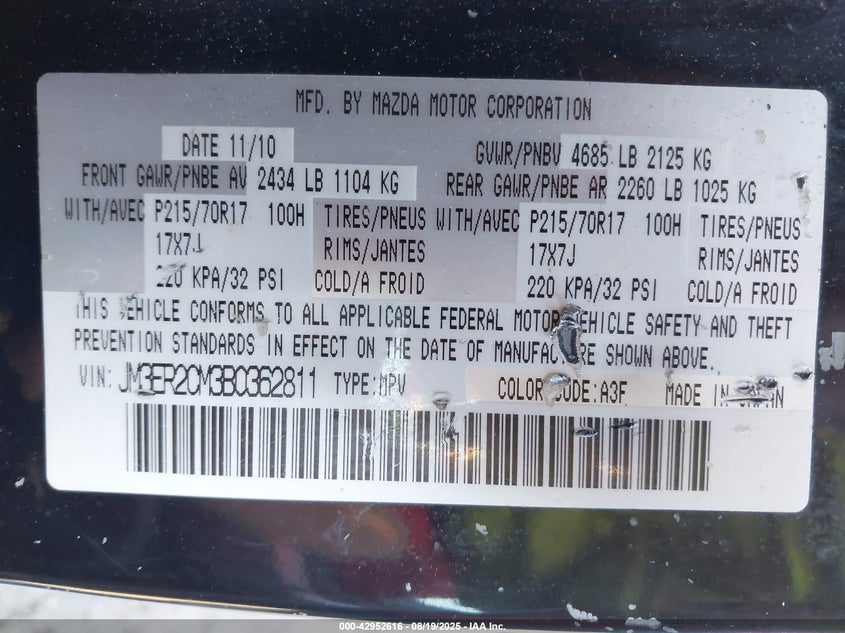 MFD. BY MAZDA MOTOR CORPORATION
DATE 11/10 GVWR/PNBV 4685 LB 2125 KG
FRONT GAWR/PNBE AV 2434 LB 1104 KG REAR GAWR/PNBE AR 2260 LB 1025 KG
WITH/AVEC P215/70R17 100H TIRES/PNEUS WITH/AVEC P215/70R17 100H TIRES/PNEUS
17X7J RIMS/JANTES 17X7J RIMS/JANTES
220 KPA/32 PSI COLD/A FROID 220 KPA/32 PSI COLD/A FROID
THIS VEHICLE CONFORMS TO ALL APPLICABLE FEDERAL MOTOR VEHICLE SAFETY AND THEFT
PREVENTION STANDARDS IN EFFECT ON THE DATE OF MANUFACTURE SHOWN ABOVE.
VIN: JM3ER2CM3B0362811 TYPE:MPV COLOR CODE:A3F MADE IN JAPAN
000-42952616 - 08/19/2025 - IAA Inc.